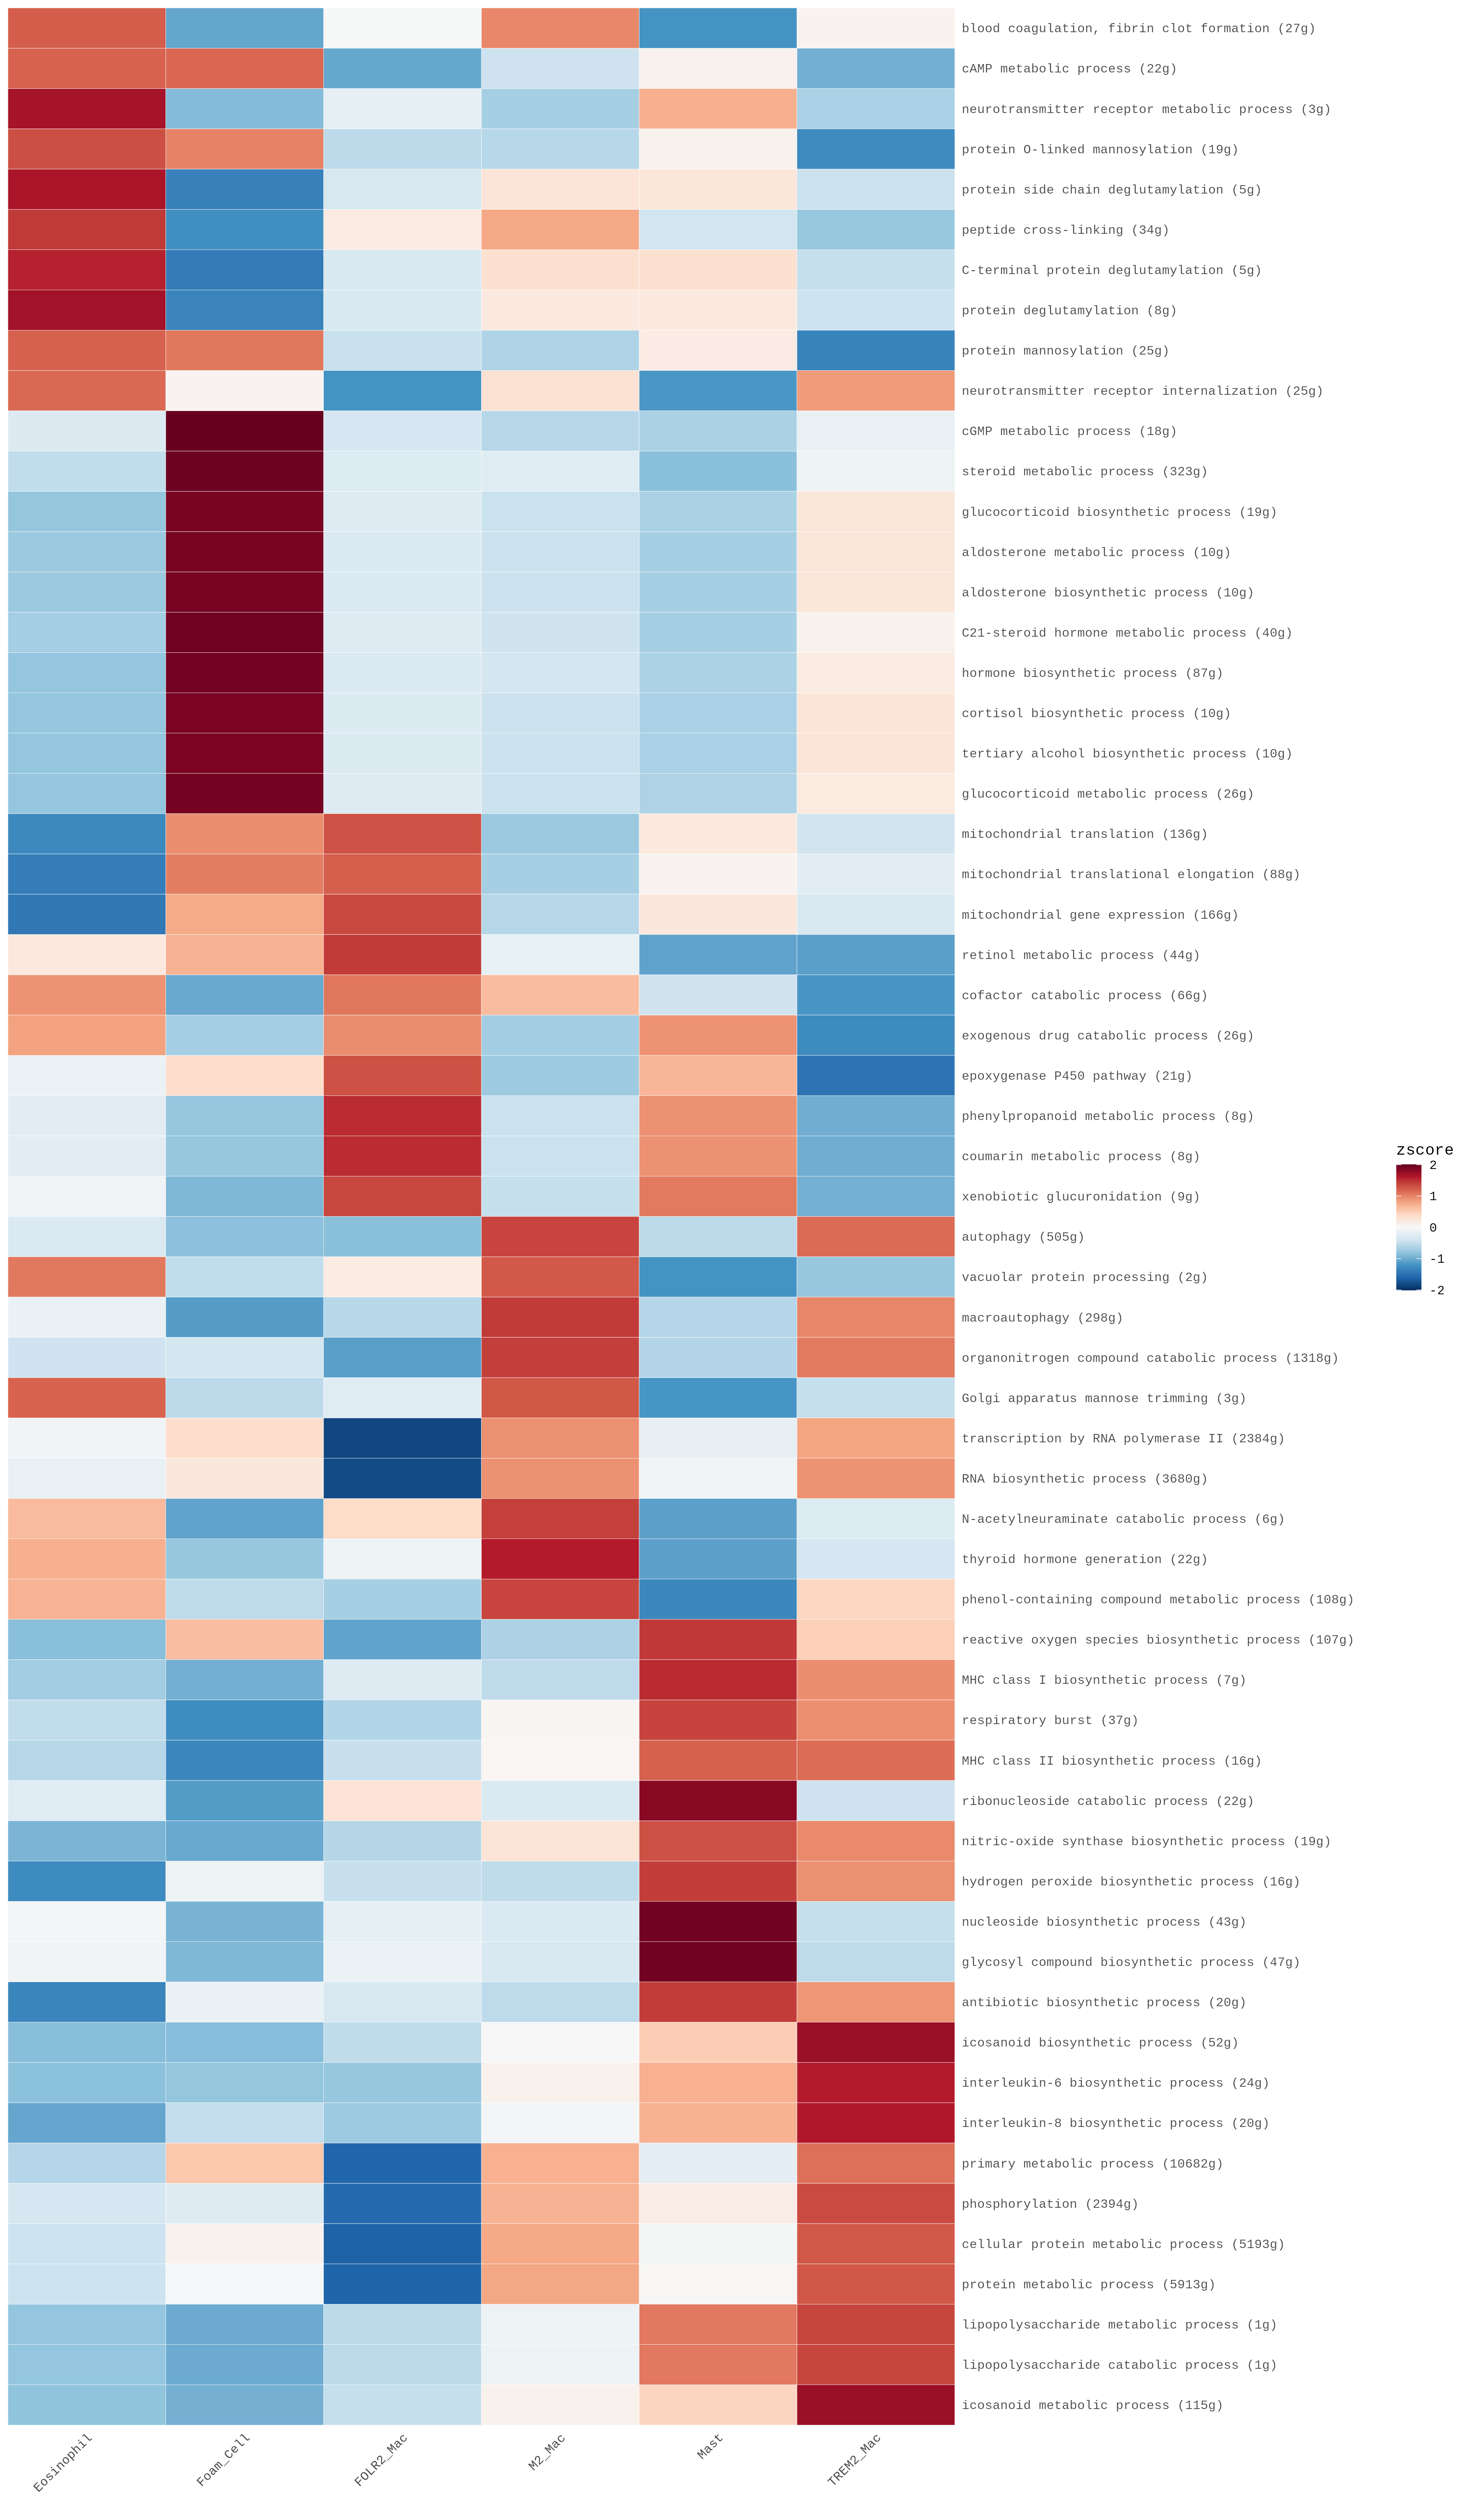 blood coagulation, fibrin clot formation (27g)
cAMP metabolic process (22g)
neurotransmitter receptor metabolic process (3g)
protein O-linked mannosylation (19g)
protein side chain deglutamylation (5g)
peptide cross-linking (34g)
C-terminal protein deglutamylation (5g)
protein deglutamylation (8g)
protein mannosylation (25g)
neurotransmitter receptor internalization (25g)
cGMP metabolic process (18g)
steroid metabolic process (323g)
glucocorticoid biosynthetic process (19g)
aldosterone metabolic process (10g)
aldosterone biosynthetic process (10g)
C21-steroid hormone metabolic process (40g)
hormone biosynthetic process (87g)
cortisol biosynthetic process (10g)
tertiary alcohol biosynthetic process (10g)
glucocorticoid metabolic process (26g)
mitochondrial translation (136g)
mitochondrial translational elongation (88g)
mitochondrial gene expression (166g)
retinol metabolic process (44g)
cofactor catabolic process (66g)
exogenous drug catabolic process (26g)
epoxygenase P450 pathway (21g)
phenylpropanoid metabolic process (8g)
coumarin metabolic process (8g)
xenobiotic glucuronidation (9g)
autophagy (505g)
vacuolar protein processing (2g)
macroautophagy (298g)
organonitrogen compound catabolic process (1318g)
Golgi apparatus mannose trimming (3g)
transcription by RNA polymerase II (2384g)
RNA biosynthetic process (3680g)
N-acetylneuraminate catabolic process (6g)
thyroid hormone generation (22g)
phenol-containing compound metabolic process (108g)
reactive oxygen species biosynthetic process (107g)
MHC class I biosynthetic process (7g)
respiratory burst (37g)
MHC class II biosynthetic process (16g)
ribonucleoside catabolic process (22g)
nitric-oxide synthase biosynthetic process (19g)
hydrogen peroxide biosynthetic process (16g)
nucleoside biosynthetic process (43g)
glycosyl compound biosynthetic process (47g)
antibiotic biosynthetic process (20g)
icosanoid biosynthetic process (52g)
interleukin-6 biosynthetic process (24g)
interleukin-8 biosynthetic process (20g)
primary metabolic process (10682g)
phosphorylation (2394g)
cellular protein metabolic process (5193g)
protein metabolic process (5913g)
lipopolysaccharide metabolic process (1g)
lipopolysaccharide catabolic process (1g)
icosanoid metabolic process (115g)
Eosinophil
Foam_Cell
FOLR2_Mac
M2_Mac
Mast
TREM2_Mac
zscore
2
1
0
-1
-2